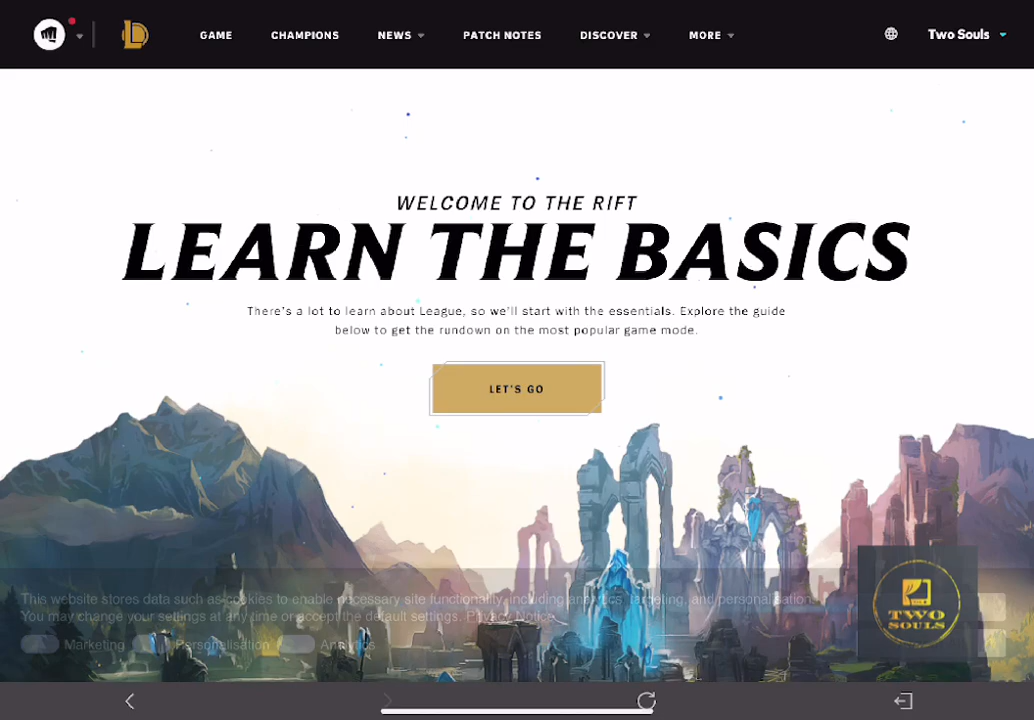 GAME CHAMPIONS NEWS PATCH NOTES DISCOVER MORE Two Souls
WELCOME TO THE RIFT
LEARN THE BASICS
There's a lot to learn about League, so we'll start with the essentials. Explore the guide
below to get the rundown on the most popular game mode.
LET'S GO
This website stores data such as cookies to enable necessary site functionality, including analytics, targeting, and personalisation.
You may change your settings at any time or accept the default settings. Privacy Notice
Marketing Personalisation Analytics
TWO
SOULS